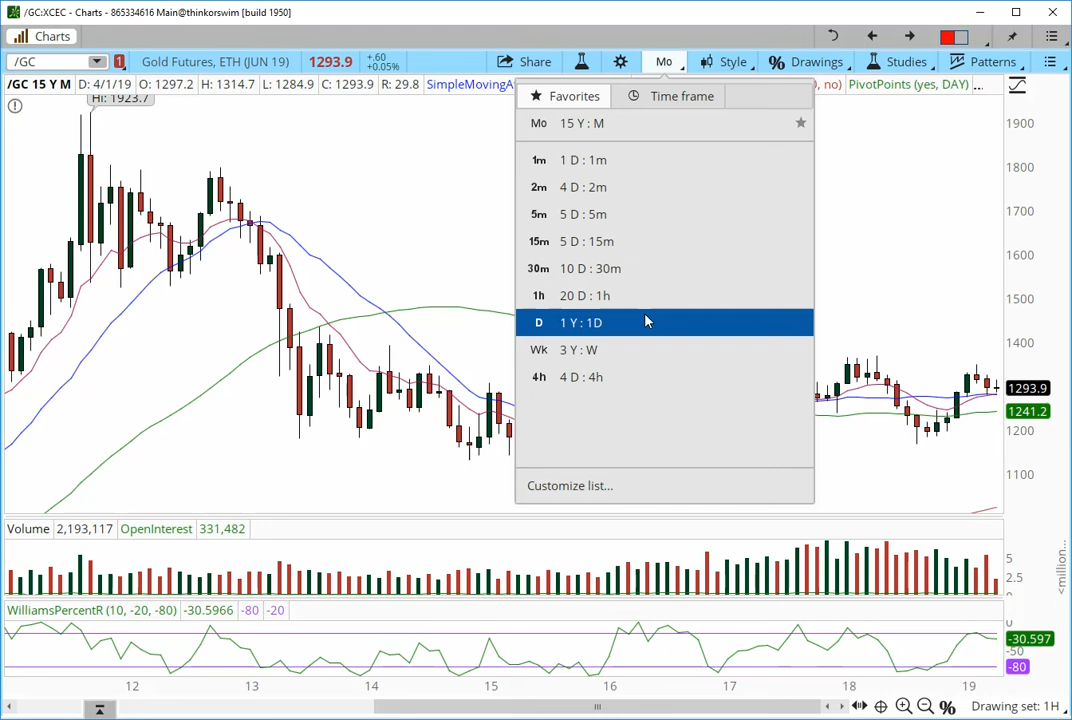 /GC:XCEC - Charts - 865334616 Main@thinkorswim [build 1950]
Charts
/GC 1 Gold Futures, ETH (JUN 19) 1293.9 +.60 +0.05% Share Mo Style % Drawings Studies Patterns
/GC 15 Y M D: 4/1/19 O: 1297.2 H: 1314.7 L: 1284.9 C: 1293.9 R: 29.8 SimpleMovingAv , no) PivotPoints (yes, DAY) ...
Hi: 1923.7
Favorites Time frame
Mo 15 Y : M
1m 1 D : 1m
2m 4 D : 2m
5m 5 D : 5m
15m 5 D : 15m
30m 10 D : 30m
1h 20 D : 1h
D 1 Y : 1D
Wk 3 Y : W
4h 4 D : 4h
Customize list...
1900
1800
1700
1600
1500
1400
1293.9
1241.2
1200
1100
Volume 2,193,117 OpenInterest 331,482
5
2.5
0
<million...
WilliamsPercentR (10, -20, -80) -30.5966 -80 -20
0
-30.597
-50
-80
12 13 14 15 16 17 18 19
% Drawing set: 1H